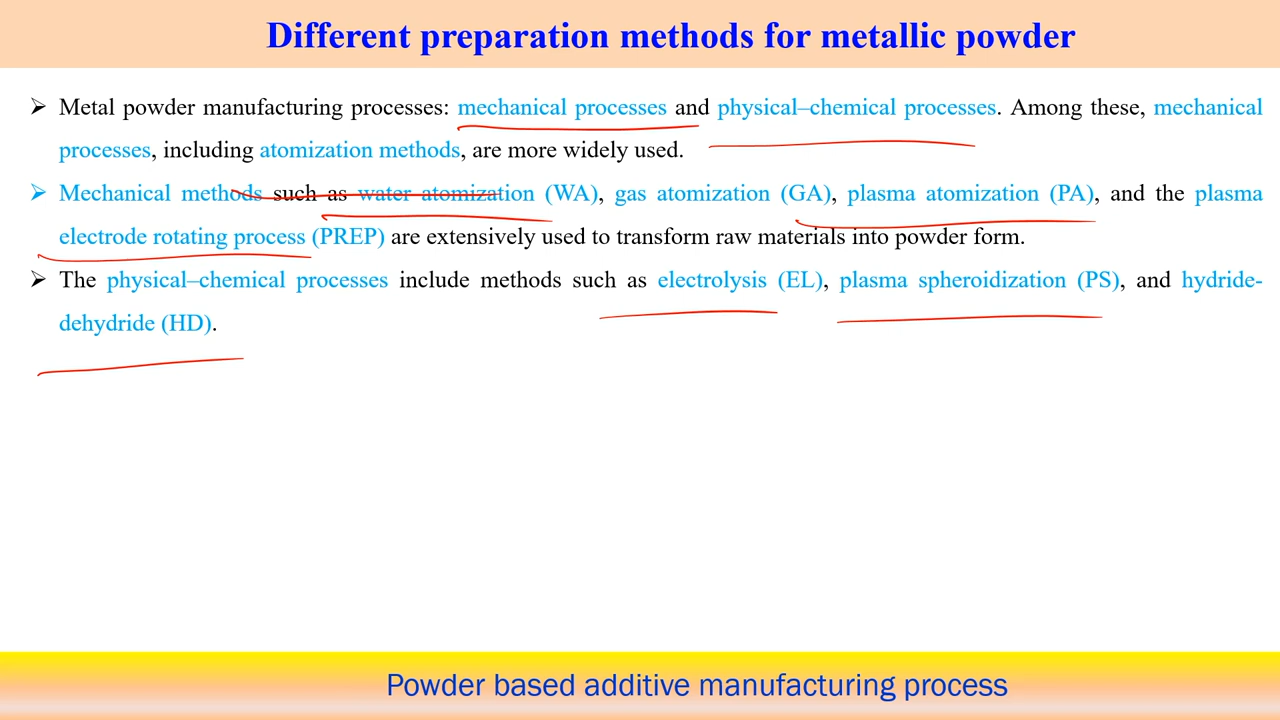 Different preparation methods for metallic powder
➢ Metal powder manufacturing processes: mechanical processes and physical–chemical processes. Among these, mechanical
processes, including atomization methods, are more widely used.
➢ Mechanical methods such as water atomization (WA), gas atomization (GA), plasma atomization (PA), and the plasma
electrode rotating process (PREP) are extensively used to transform raw materials into powder form.
➢ The physical–chemical processes include methods such as electrolysis (EL), plasma spheroidization (PS), and hydride-
dehydride (HD).
Powder based additive manufacturing process